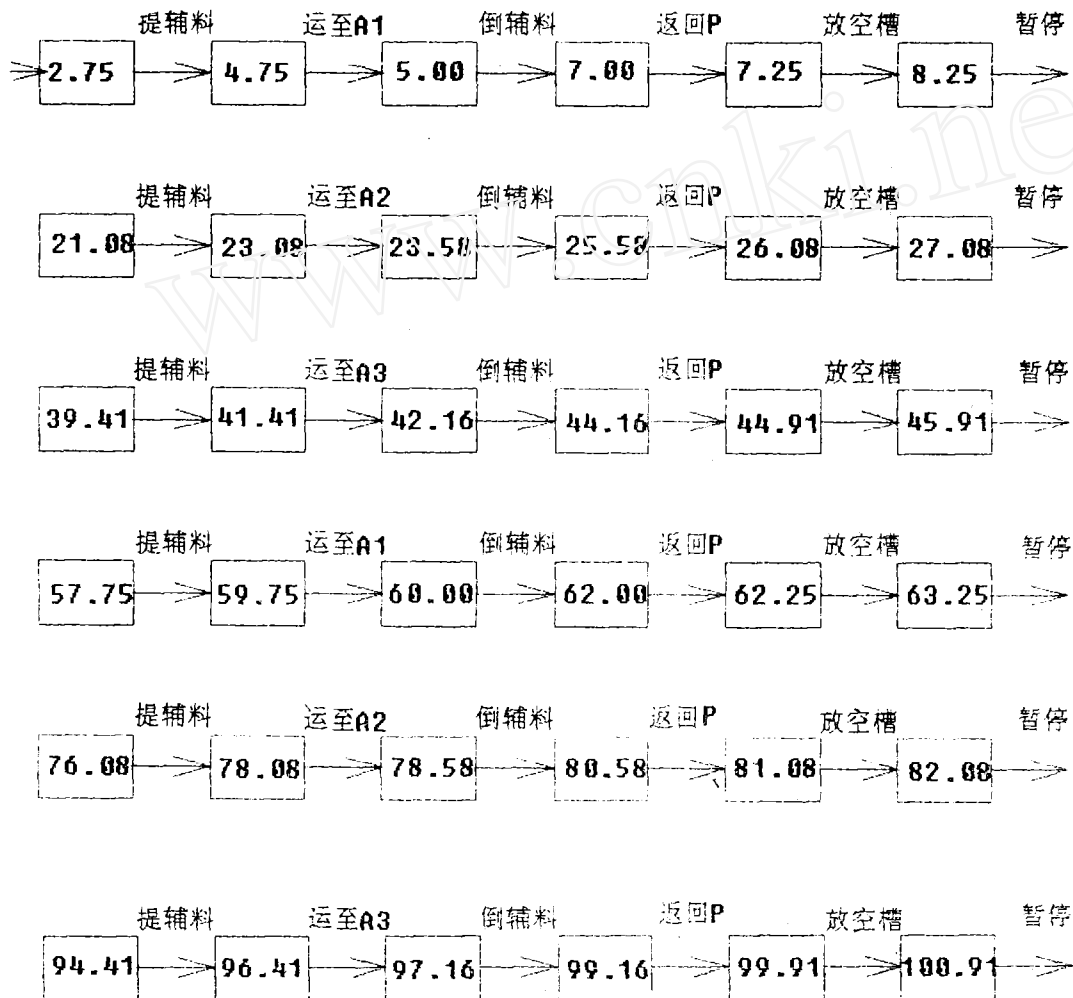 提辅料 运至A1 倒辅料 返回P 放空槽 暂停
2.75 4.75 5.00 7.00 7.25 8.25
提辅料 运至A2 倒辅料 返回P 放空槽 暂停
21.08 23.08 23.58 25.58 26.08 27.08
提辅料 运至A3 倒辅料 返回P 放空槽 暂停
39.41 41.41 42.16 44.16 44.91 45.91
提辅料 运至A1 倒辅料 返回P 放空槽 暂停
57.75 59.75 60.00 62.00 62.25 63.25
提辅料 运至A2 倒辅料 返回P 放空槽 暂停
76.08 78.08 78.58 80.58 81.08 82.08
提辅料 运至A3 倒辅料 返回P 放空槽 暂停
94.41 96.41 97.16 99.16 99.91 100.91
www.cnki.ne